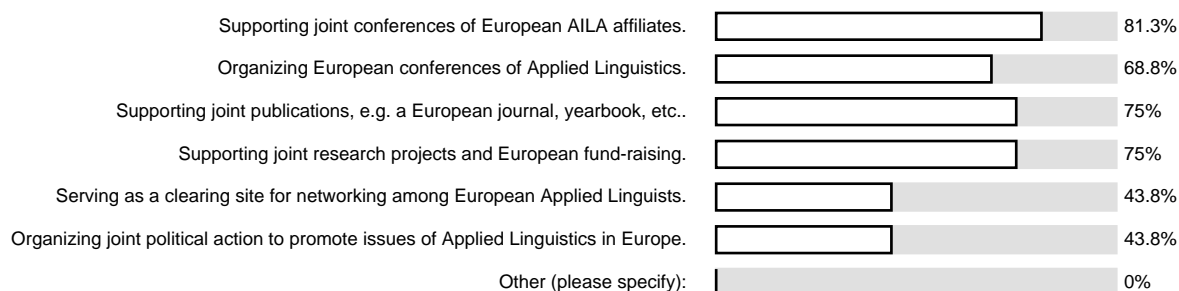 Supporting joint conferences of European AILA affiliates. 81.3%
Organizing European conferences of Applied Linguistics. 68.8%
Supporting joint publications, e.g. a European journal, yearbook, etc.. 75%
Supporting joint research projects and European fund-raising. 75%
Serving as a clearing site for networking among European Applied Linguists. 43.8%
Organizing joint political action to promote issues of Applied Linguistics in Europe. 43.8%
Other (please specify): 0%